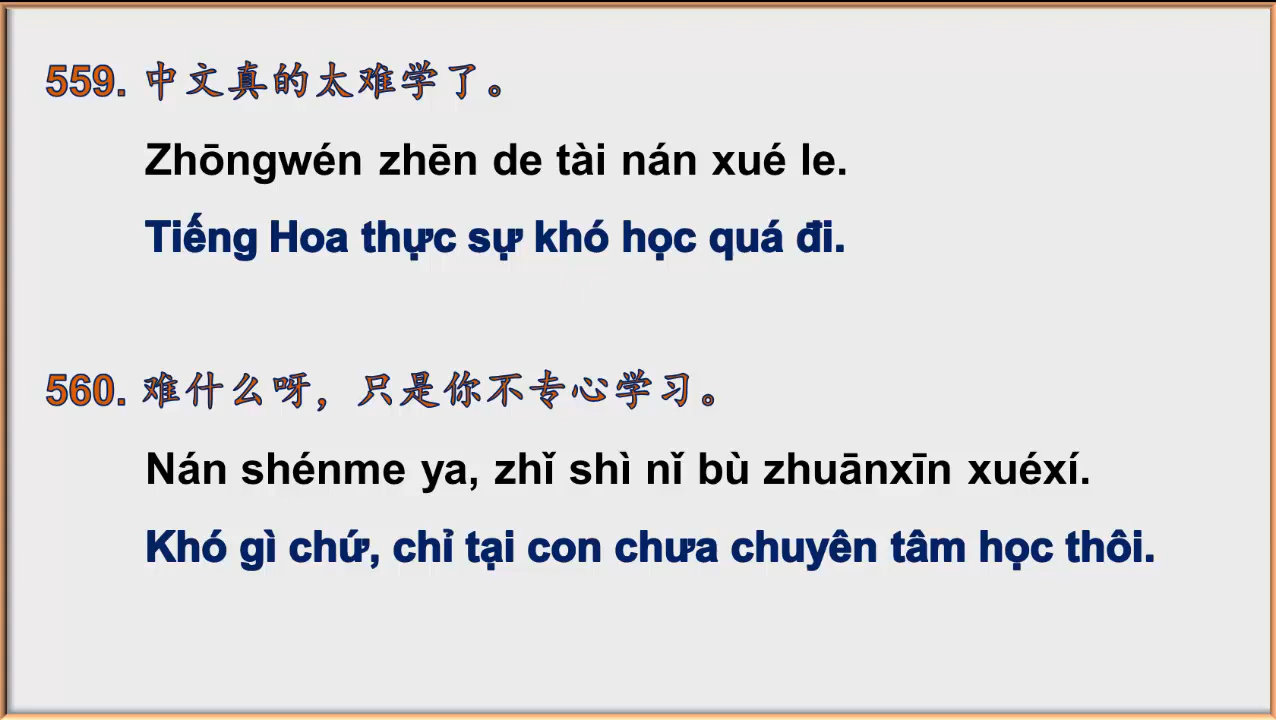 559. 中文真的太难学了。
Zhōngwén zhēn de tài nán xué le.
Tiếng Hoa thực sự khó học quá đi.
560. 难什么呀，只是你不专心学习。
Nán shénme ya, zhǐ shì nǐ bù zhuānxīn xuéxí.
Khó gì chứ, chỉ tại con chưa chuyên tâm học thôi.